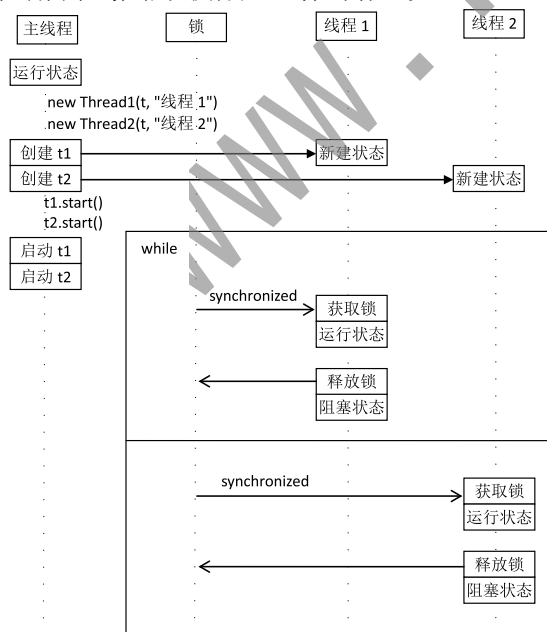 主线程 锁 线程 1 线程 2
运行状态
new Thread1(t, "线程 1")
new Thread2(t, "线程 2")
创建 t1 新建状态
创建 t2 新建状态
t1.start()
t2.start()
启动 t1
while
启动 t2
synchronized
获取锁
运行状态
释放锁
阻塞状态
synchronized
获取锁
运行状态
释放锁
阻塞状态
www.